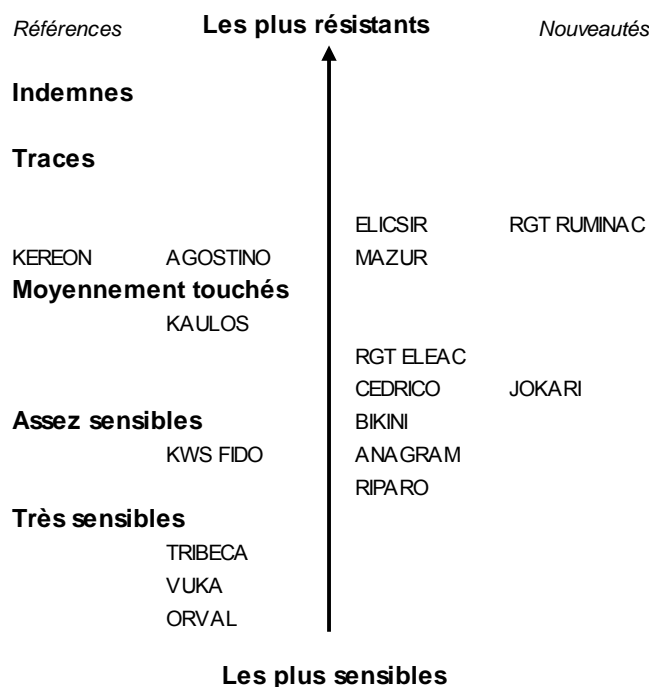 Références Les plus résistants Nouveautés
Indemnes
Traces
ELICSIR RGT RUMINAC
KEREON AGOSTINO MAZUR
Moyennement touchés
KAULOS
RGT ELEAC
CEDRICO JOKARI
Assez sensibles BIKINI
KWS FIDO ANAGRAM
RIPARO
Très sensibles
TRIBECA
VUKA
ORVAL
Les plus sensibles